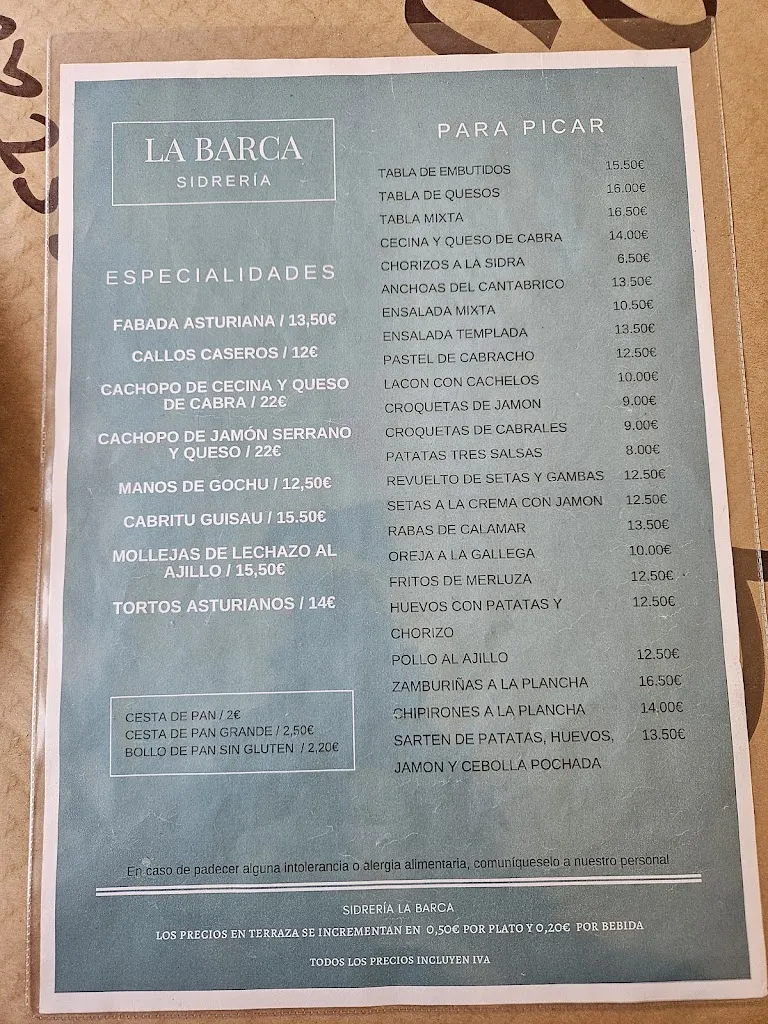 LA BARCA
SIDRERÍA
ESPECIALIDADES
FABADA ASTURIANA / 13,50€
CALLOS CASEROS / 12€
CACHOPO DE CECINA Y QUESO
DE CABRA / 22€
CACHOPO DE JAMÓN SERRANO
Y QUESO / 22€
MANOS DE GOCHU / 12,50€
CABRITU GUISAU / 15.50€
MOLLEJAS DE LECHAZO AL
AJILLO / 15,50€
TORTOS ASTURIANOS / 14€
CESTA DE PAN / 2€
CESTA DE PAN GRANDE / 2,50€
BOLLO DE PAN SIN GLUTEN / 2,20€
PARA PICAR
TABLA DE EMBUTIDOS 15.50€
TABLA DE QUESOS 16.00€
TABLA MIXTA 16.50€
CECINA Y QUESO DE CABRA 14.00€
CHORIZOS A LA SIDRA 6.50€
ANCHOAS DEL CANTABRICO 13.50€
ENSALADA MIXTA 10.50€
ENSALADA TEMPLADA 13.50€
PASTEL DE CABRACHO 12.50€
LACON CON CACHELOS 10.00€
CROQUETAS DE JAMON 9.00€
CROQUETAS DE CABRALES 9.00€
PATATAS TRES SALSAS 8.00€
REVUELTO DE SETAS Y GAMBAS 12.50€
SETAS A LA CREMA CON JAMON 12.50€
RABAS DE CALAMAR 13.50€
OREJA A LA GALLEGA 10.00€
FRITOS DE MERLUZA 12.50€
HUEVOS CON PATATAS Y 12.50€
CHORIZO
POLLO AL AJILLO 12.50€
ZAMBURIÑAS A LA PLANCHA 16.50€
CHIPIRONES A LA PLANCHA 14.00€
SARTEN DE PATATAS, HUEVOS, 13.50€
JAMON Y CEBOLLA POCHADA
En caso de padecer alguna intolerancia o alergia alimentaria, comuníqueselo a nuestro personal
SIDRERÍA LA BARCA
LOS PRECIOS EN TERRAZA SE INCREMENTAN EN 0,50€ POR PLATO Y 0,20€ POR BEBIDA
TODOS LOS PRECIOS INCLUYEN IVA